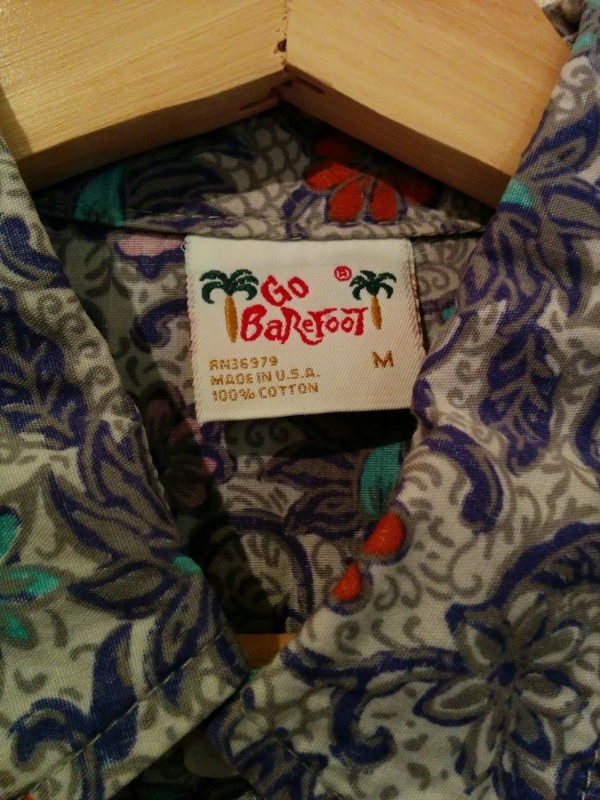 Go ®
BaReFooT
RN36979
MADE IN U.S.A.
100% COTTON
M